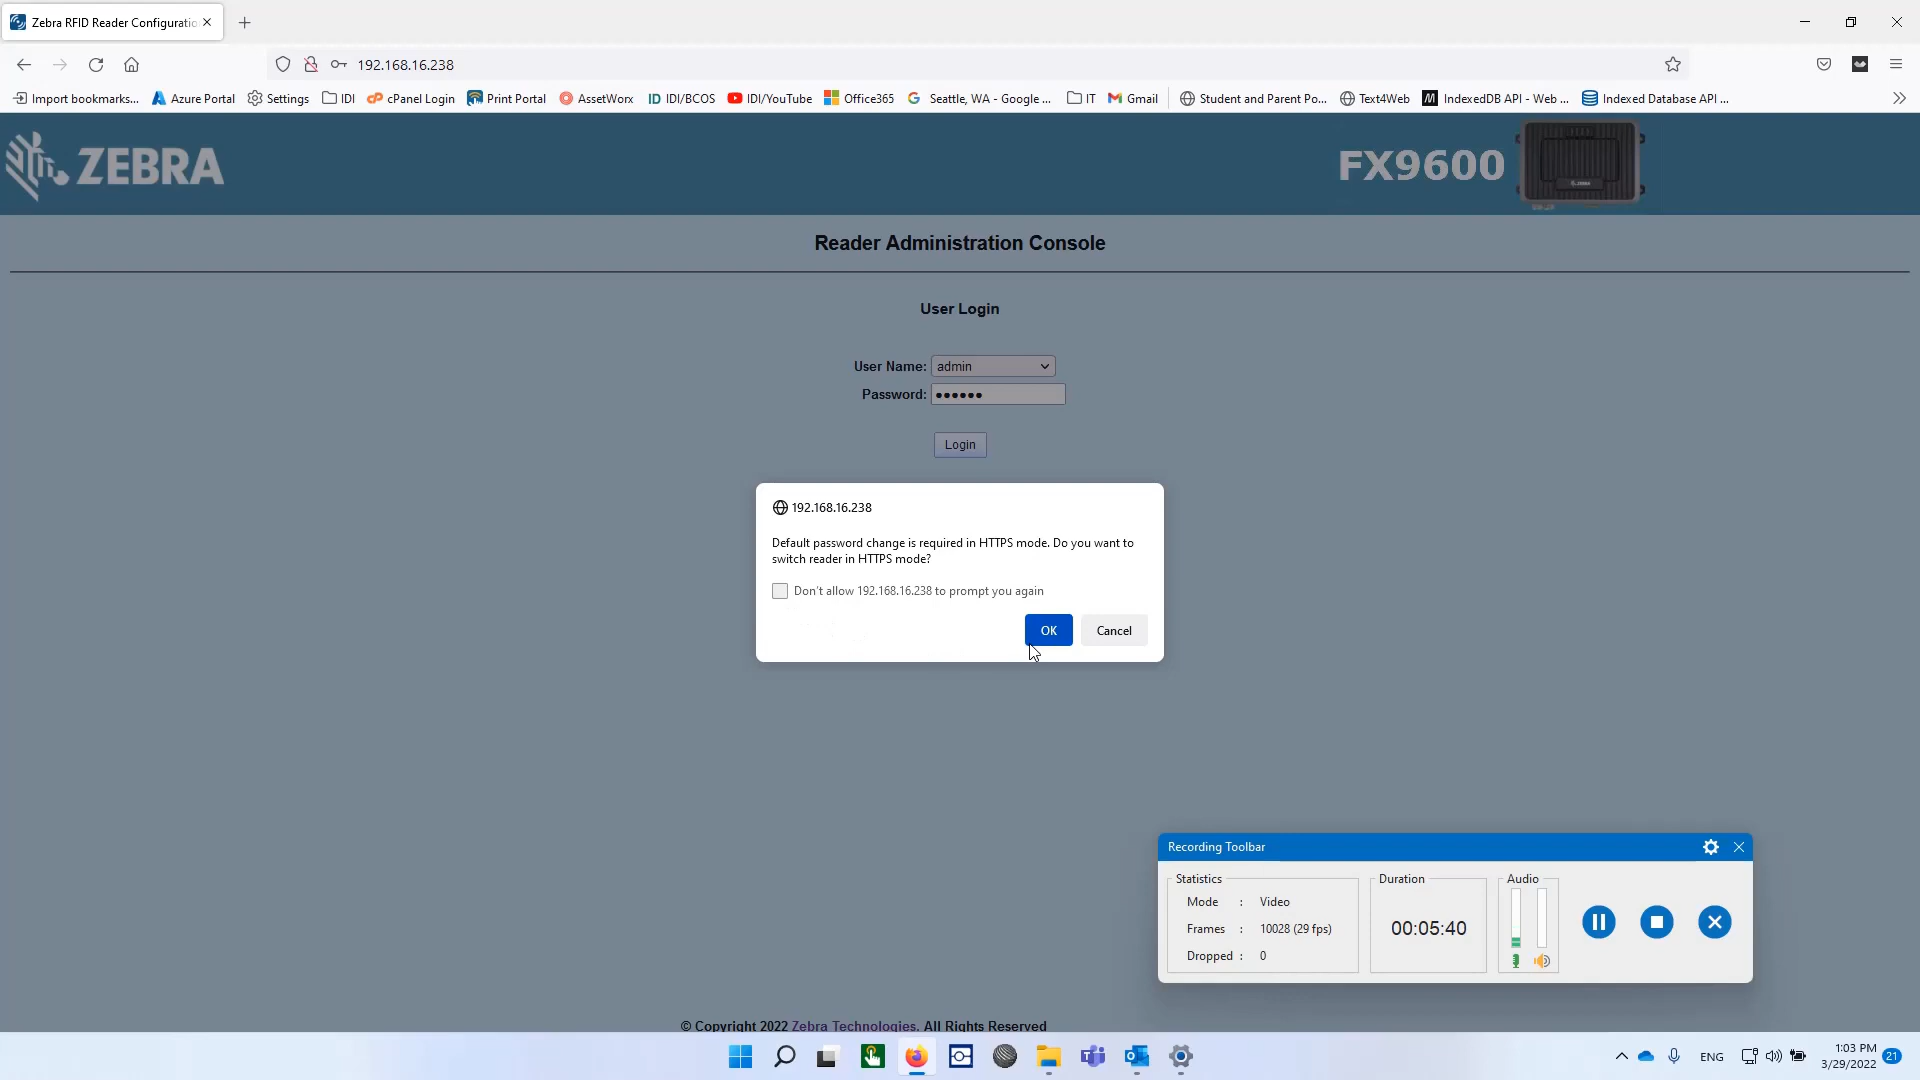 Zebra RFID Reader Configuratio
192.168.16.238
Import bookmarks... Azure Portal Settings IDI cPanel Login Print Portal AssetWorx IDI/BCOS IDI/YouTube Office365 Seattle, WA - Google ... IT Gmail Student and Parent Po... Text4Web IndexedDB API - Web ... Indexed Database API ...
ZEBRA
FX9600
Reader Administration Console
User Login
User Name: admin
Password: ●●●●●●
Login
192.168.16.238
Default password change is required in HTTPS mode. Do you want to
switch reader in HTTPS mode?
Don't allow 192.168.16.238 to prompt you again
OK Cancel
Recording Toolbar
Statistics Duration Audio
Mode : Video
Frames : 10028 (29 fps)
00:05:40
Dropped : 0
© Copyright 2022 Zebra Technologies. All Rights Reserved
ENG
1:03 PM
3/29/2022
21